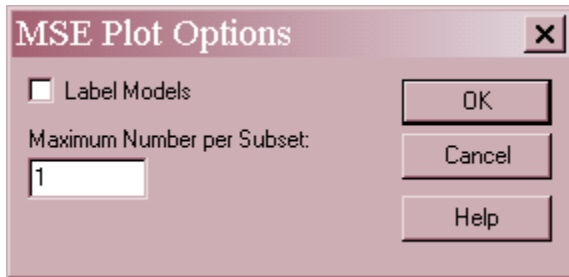 MSE Plot Options
Label Models
OK
Maximum Number per Subset:
1
Cancel
Help